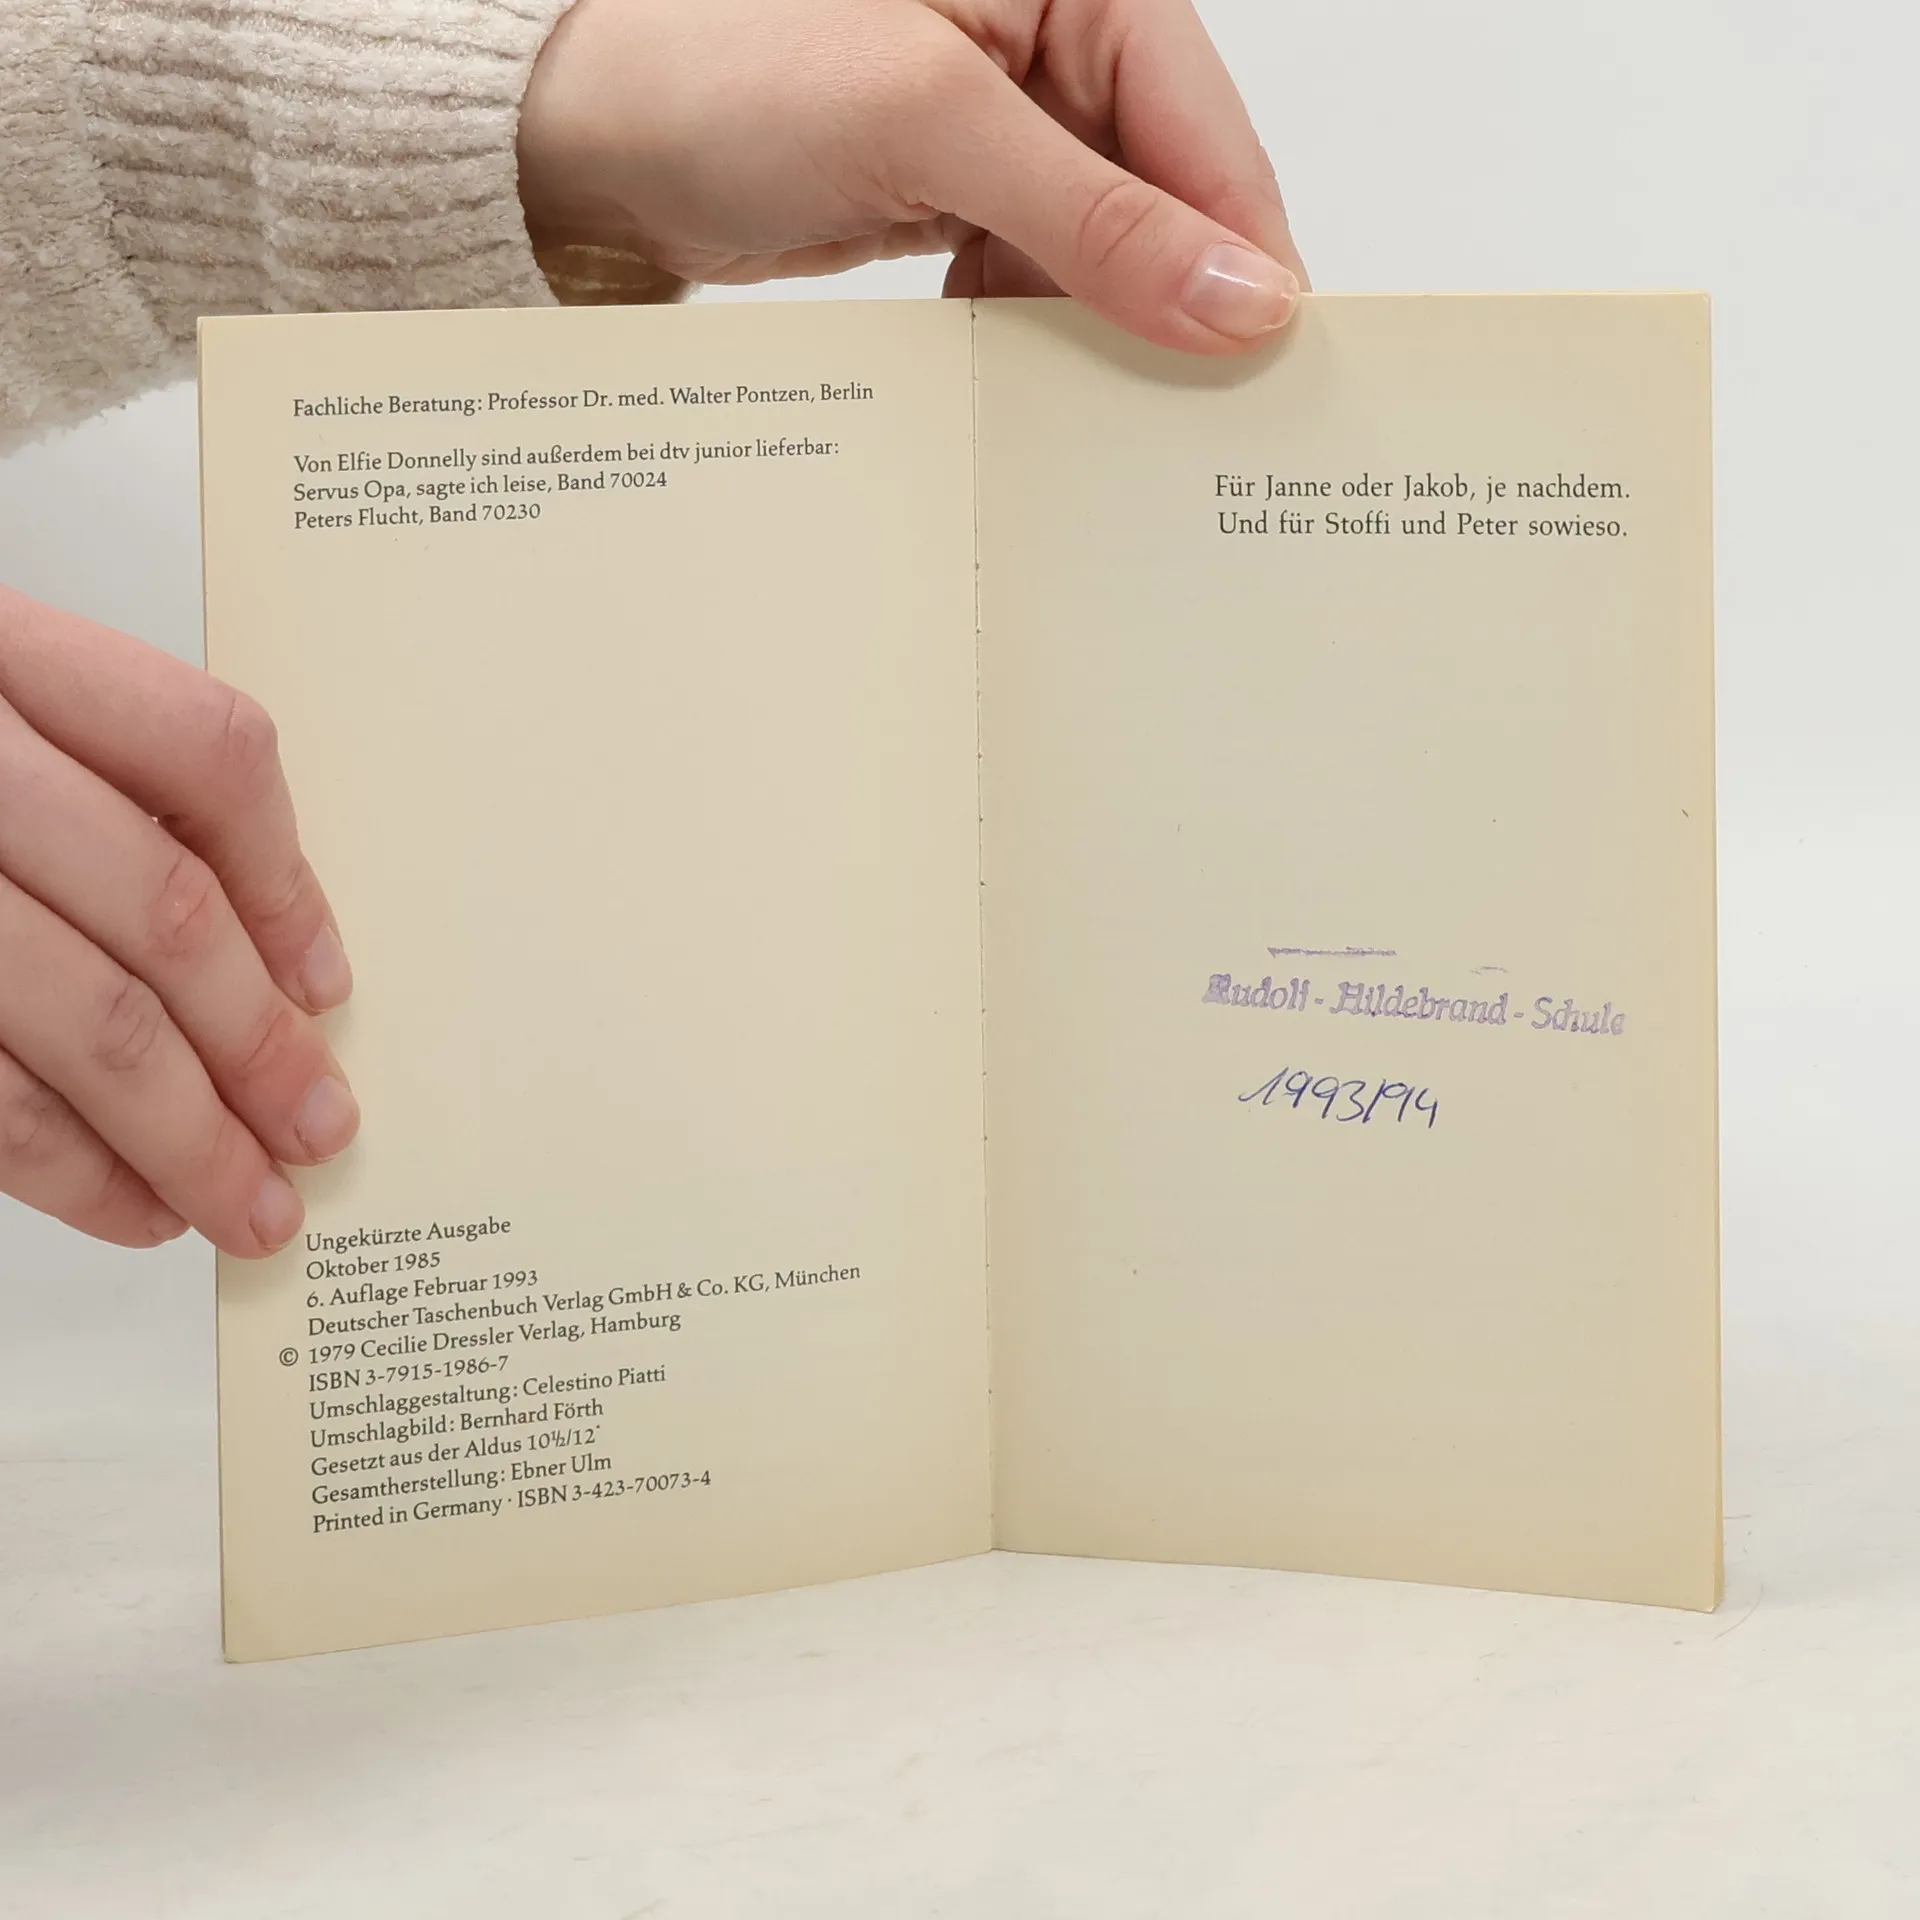 Fachliche Beratung: Professor Dr. med. Walter Pontzen, Berlin
Von Elfie Donnelly sind außerdem bei dtv junior lieferbar:
Servus Opa, sagte ich leise, Band 70024
Peters Flucht, Band 70230
Ungekürzte Ausgabe
Oktober 1985
6. Auflage Februar 1993
Deutscher Taschenbuch Verlag GmbH & Co. KG, München
© 1979 Cecilie Dressler Verlag, Hamburg
ISBN 3-7915-1986-7
Umschlaggestaltung: Celestino Piatti
Umschlagbild: Bernhard Förth
Gesetzt aus der Aldus 10½/12˙
Gesamtherstellung: Ebner Ulm
Printed in Germany · ISBN 3-423-70073-4
Für Janne oder Jakob, je nachdem.
Und für Stoffi und Peter sowieso.
Rudolf-Hildebrand-Schule
1993/94